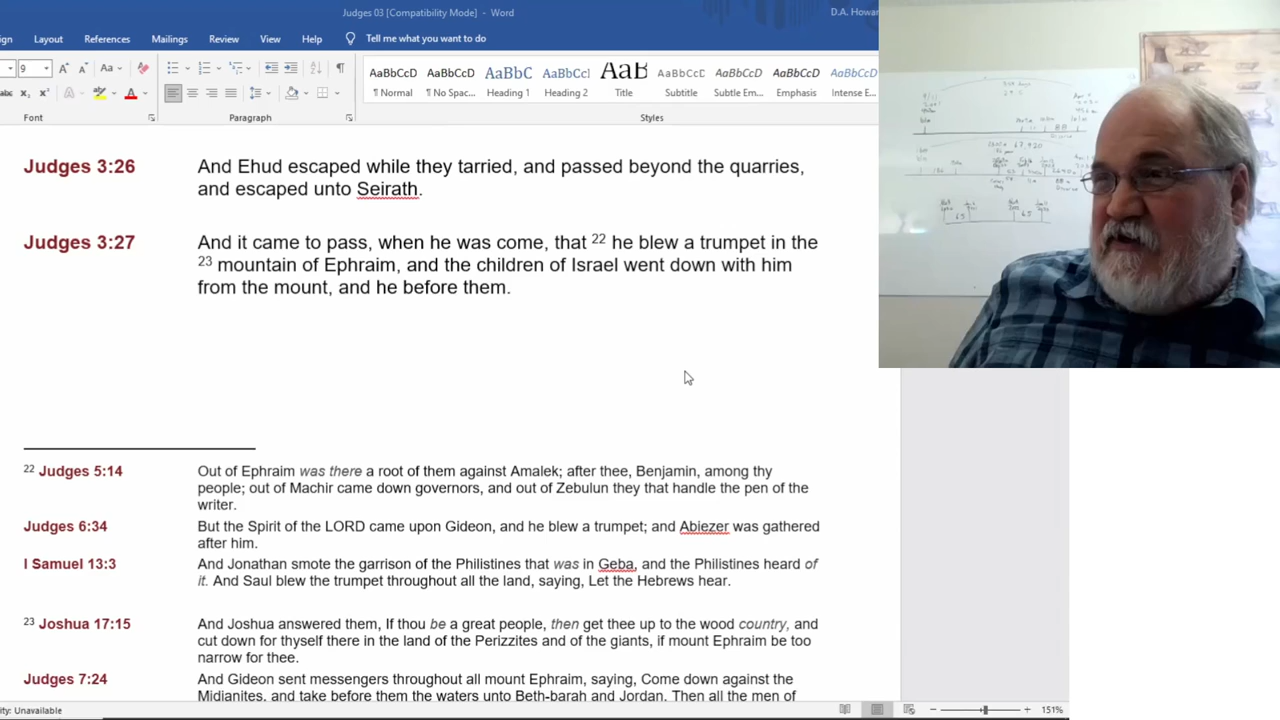 Judges 03 [Compatibility Mode] - Word
D.A. Howar
ign Layout References Mailings Review View Help Tell me what you want to do
9 A A Aa
abc x₂ x² A A
AaBbCcD AaBbCcD AaBbC AaBbCcI AaB AaBbCcD AaBbCcD AaBbCcD AaBbCcD
¶ Normal ¶ No Spac... Heading 1 Heading 2 Title Subtitle Subtle Em... Emphasis Intense E...
Font Paragraph Styles
Judges 3:26 And Ehud escaped while they tarried, and passed beyond the quarries,
and escaped unto Seirath.
Judges 3:27 And it came to pass, when he was come, that 22 he blew a trumpet in the
23 mountain of Ephraim, and the children of Israel went down with him
from the mount, and he before them.
22 Judges 5:14 Out of Ephraim was there a root of them against Amalek; after thee, Benjamin, among thy
people; out of Machir came down governors, and out of Zebulun they that handle the pen of the
writer.
Judges 6:34 But the Spirit of the LORD came upon Gideon, and he blew a trumpet; and Abiezer was gathered
after him.
I Samuel 13:3 And Jonathan smote the garrison of the Philistines that was in Geba, and the Philistines heard of
it. And Saul blew the trumpet throughout all the land, saying, Let the Hebrews hear.
23 Joshua 17:15 And Joshua answered them, If thou be a great people, then get thee up to the wood country, and
cut down for thyself there in the land of the Perizzites and of the giants, if mount Ephraim be too
narrow for thee.
Judges 7:24 And Gideon sent messengers throughout all mount Ephraim, saying, Come down against the
Midianites, and take before them the waters unto Beth-barah and Jordan. Then all the men of
ity: Unavailable
151%